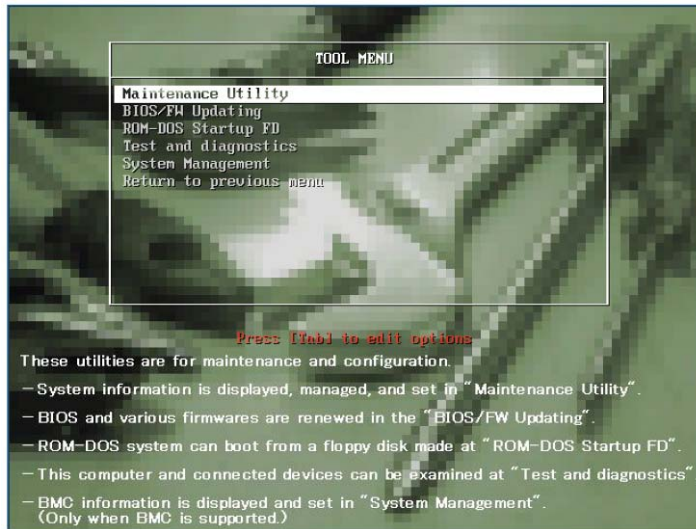 TOOL MENU
Maintenance Utility
BIOS/FW Updating
ROM-DOS Startup FD
Test and diagnostics
System Management
Return to previous menu
Press [Tab] to edit options
These utilities are for maintenance and configuration.
-System information is displayed, managed, and set in "Maintenance Utility".
-BIOS and various firmwares are renewed in the "BIOS/FW Updating".
-ROM-DOS system can boot from a floppy disk made at "ROM-DOS Startup FD".
-This computer and connected devices can be examined at "Test and diagnostics"
-BMC information is displayed and set in "System Management".
(Only when BMC is supported.)